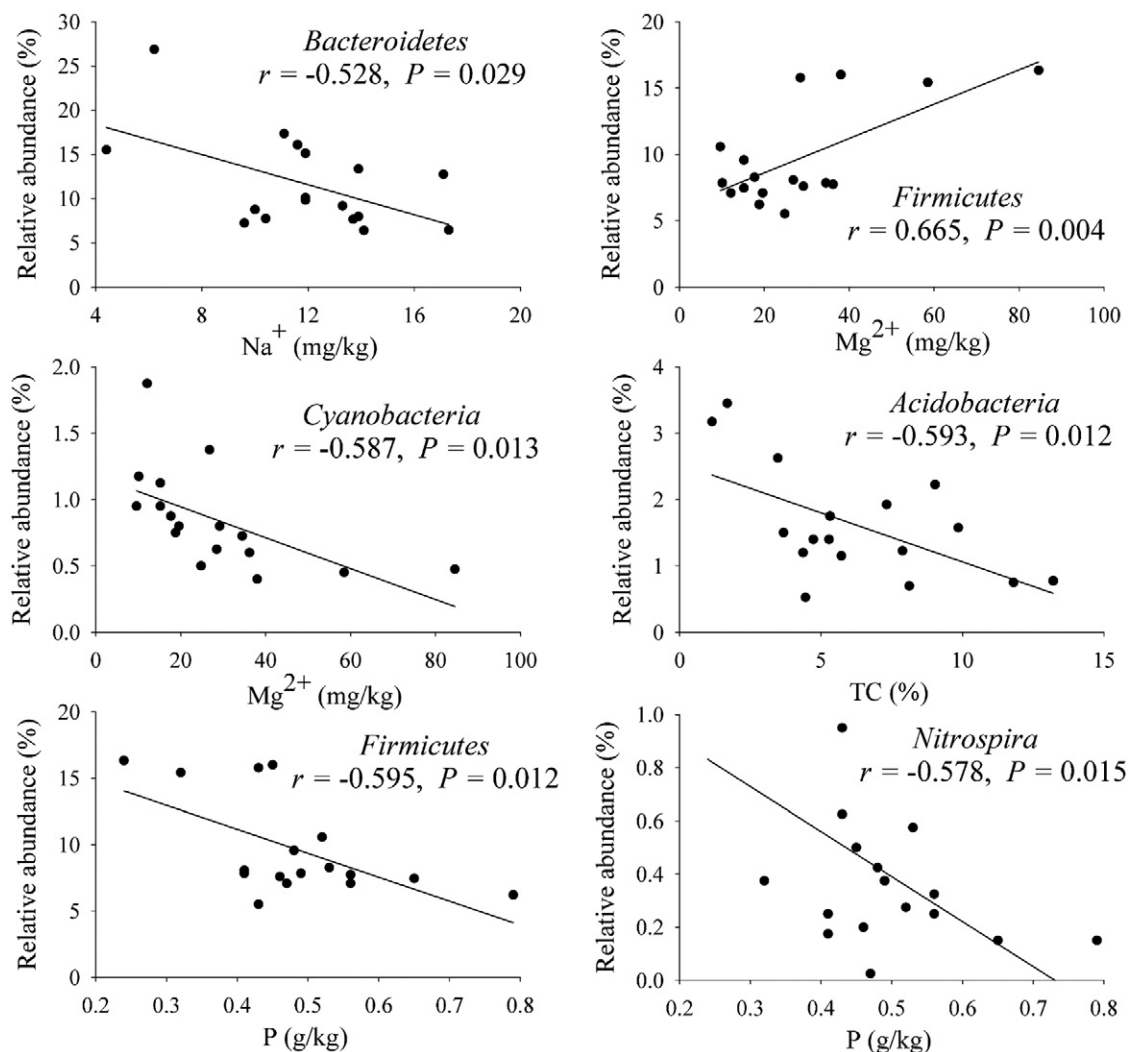 Relative abundance (%)
30
25
20
15
10
5
0
Bacteroidetes
r = -0.528, P = 0.029
4 8 12 16 20
Na+ (mg/kg)
Relative abundance (%)
20
15
10
5
0
Firmicutes
r = 0.665, P = 0.004
0 20 40 60 80 100
Mg2+ (mg/kg)
Relative abundance (%)
2.0
1.5
1.0
0.5
0.0
Cyanobacteria
r = -0.587, P = 0.013
0 20 40 60 80 100
Mg2+ (mg/kg)
Relative abundance (%)
4
3
2
1
0
Acidobacteria
r = -0.593, P = 0.012
0 5 10 15
TC (%)
Relative abundance (%)
20
15
10
5
0
Firmicutes
r = -0.595, P = 0.012
0.2 0.3 0.4 0.5 0.6 0.7 0.8
P (g/kg)
Relative abundance (%)
1.0
0.8
0.6
0.4
0.2
0.0
Nitrospira
r = -0.578, P = 0.015
0.2 0.3 0.4 0.5 0.6 0.7 0.8
P (g/kg)